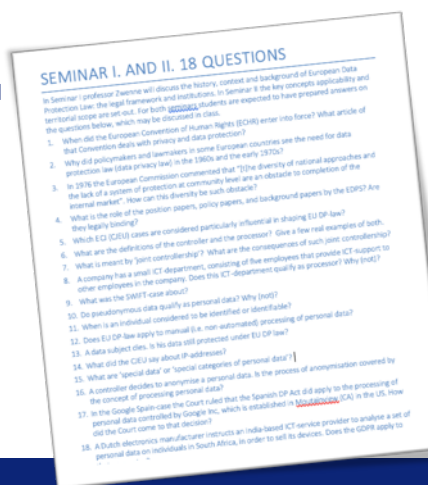 SEMINAR I. AND II. 18 QUESTIONS
In Seminar I professor Zwenne will discuss the history, context and background of European Data
Protection Law: the legal framework and institutions. In Seminar II the key concepts applicability and
territorial scope are set out. For both seminars students are expected to have prepared answers on
the questions below, which may be discussed in class.
1. When did the European Convention of Human Rights (ECHR) enter into force? What article of
that Convention deals with privacy and data protection?
2. Why did policymakers and lawmakers in some European countries see the need for data
protection law (data privacy law) in the 1960s and the early 1970s?
3. In 1976 the European Commission commented that "[t]he diversity of national approaches and
the lack of a system of protection at community level are an obstacle to completion of the
internal market". How can this diversity be such obstacle?
4. What is the role of the position papers, policy papers, and background papers by the EDPS? Are
they legally binding?
5. Which ECJ (CJEU) cases are considered particularly influential in shaping EU DP-law?
6. What are the definitions of the controller and the processor? Give a few real examples of both.
7. What is meant by 'joint controllership'? What are the consequences of such joint controllership?
8. A company has a small ICT-department, consisting of five employees that provide ICT-support to
other employees in the company. Does this ICT-department qualify as processor? Why (not)?
9. What was the SWIFT-case about?
10. Do pseudonymous data qualify as personal data? Why (not)?
11. When is an individual considered to be identified or identifiable?
12. Does EU DP-law apply to manual (i.e. non-automated) processing of personal data?
13. A data subject dies. Is his data still protected under EU DP law?
14. What did the CJEU say about IP-addresses?
15. What are 'special data' or 'special categories of personal data'?
16. A controller decides to anonymise a personal data. Is the process of anonymisation covered by
the concept of processing personal data?
17. In the Google Spain-case the Court ruled that the Spanish DP Act did apply to the processing of
personal data controlled by Google Inc, which is established in (CA) in the US. How
did the Court come to that decision?
18. A Dutch electronics manufacturer instructs an India-based ICT-service provider to analyse a set of
personal data on individuals in South Africa, in order to sell its devices. Does the GDPR apply to